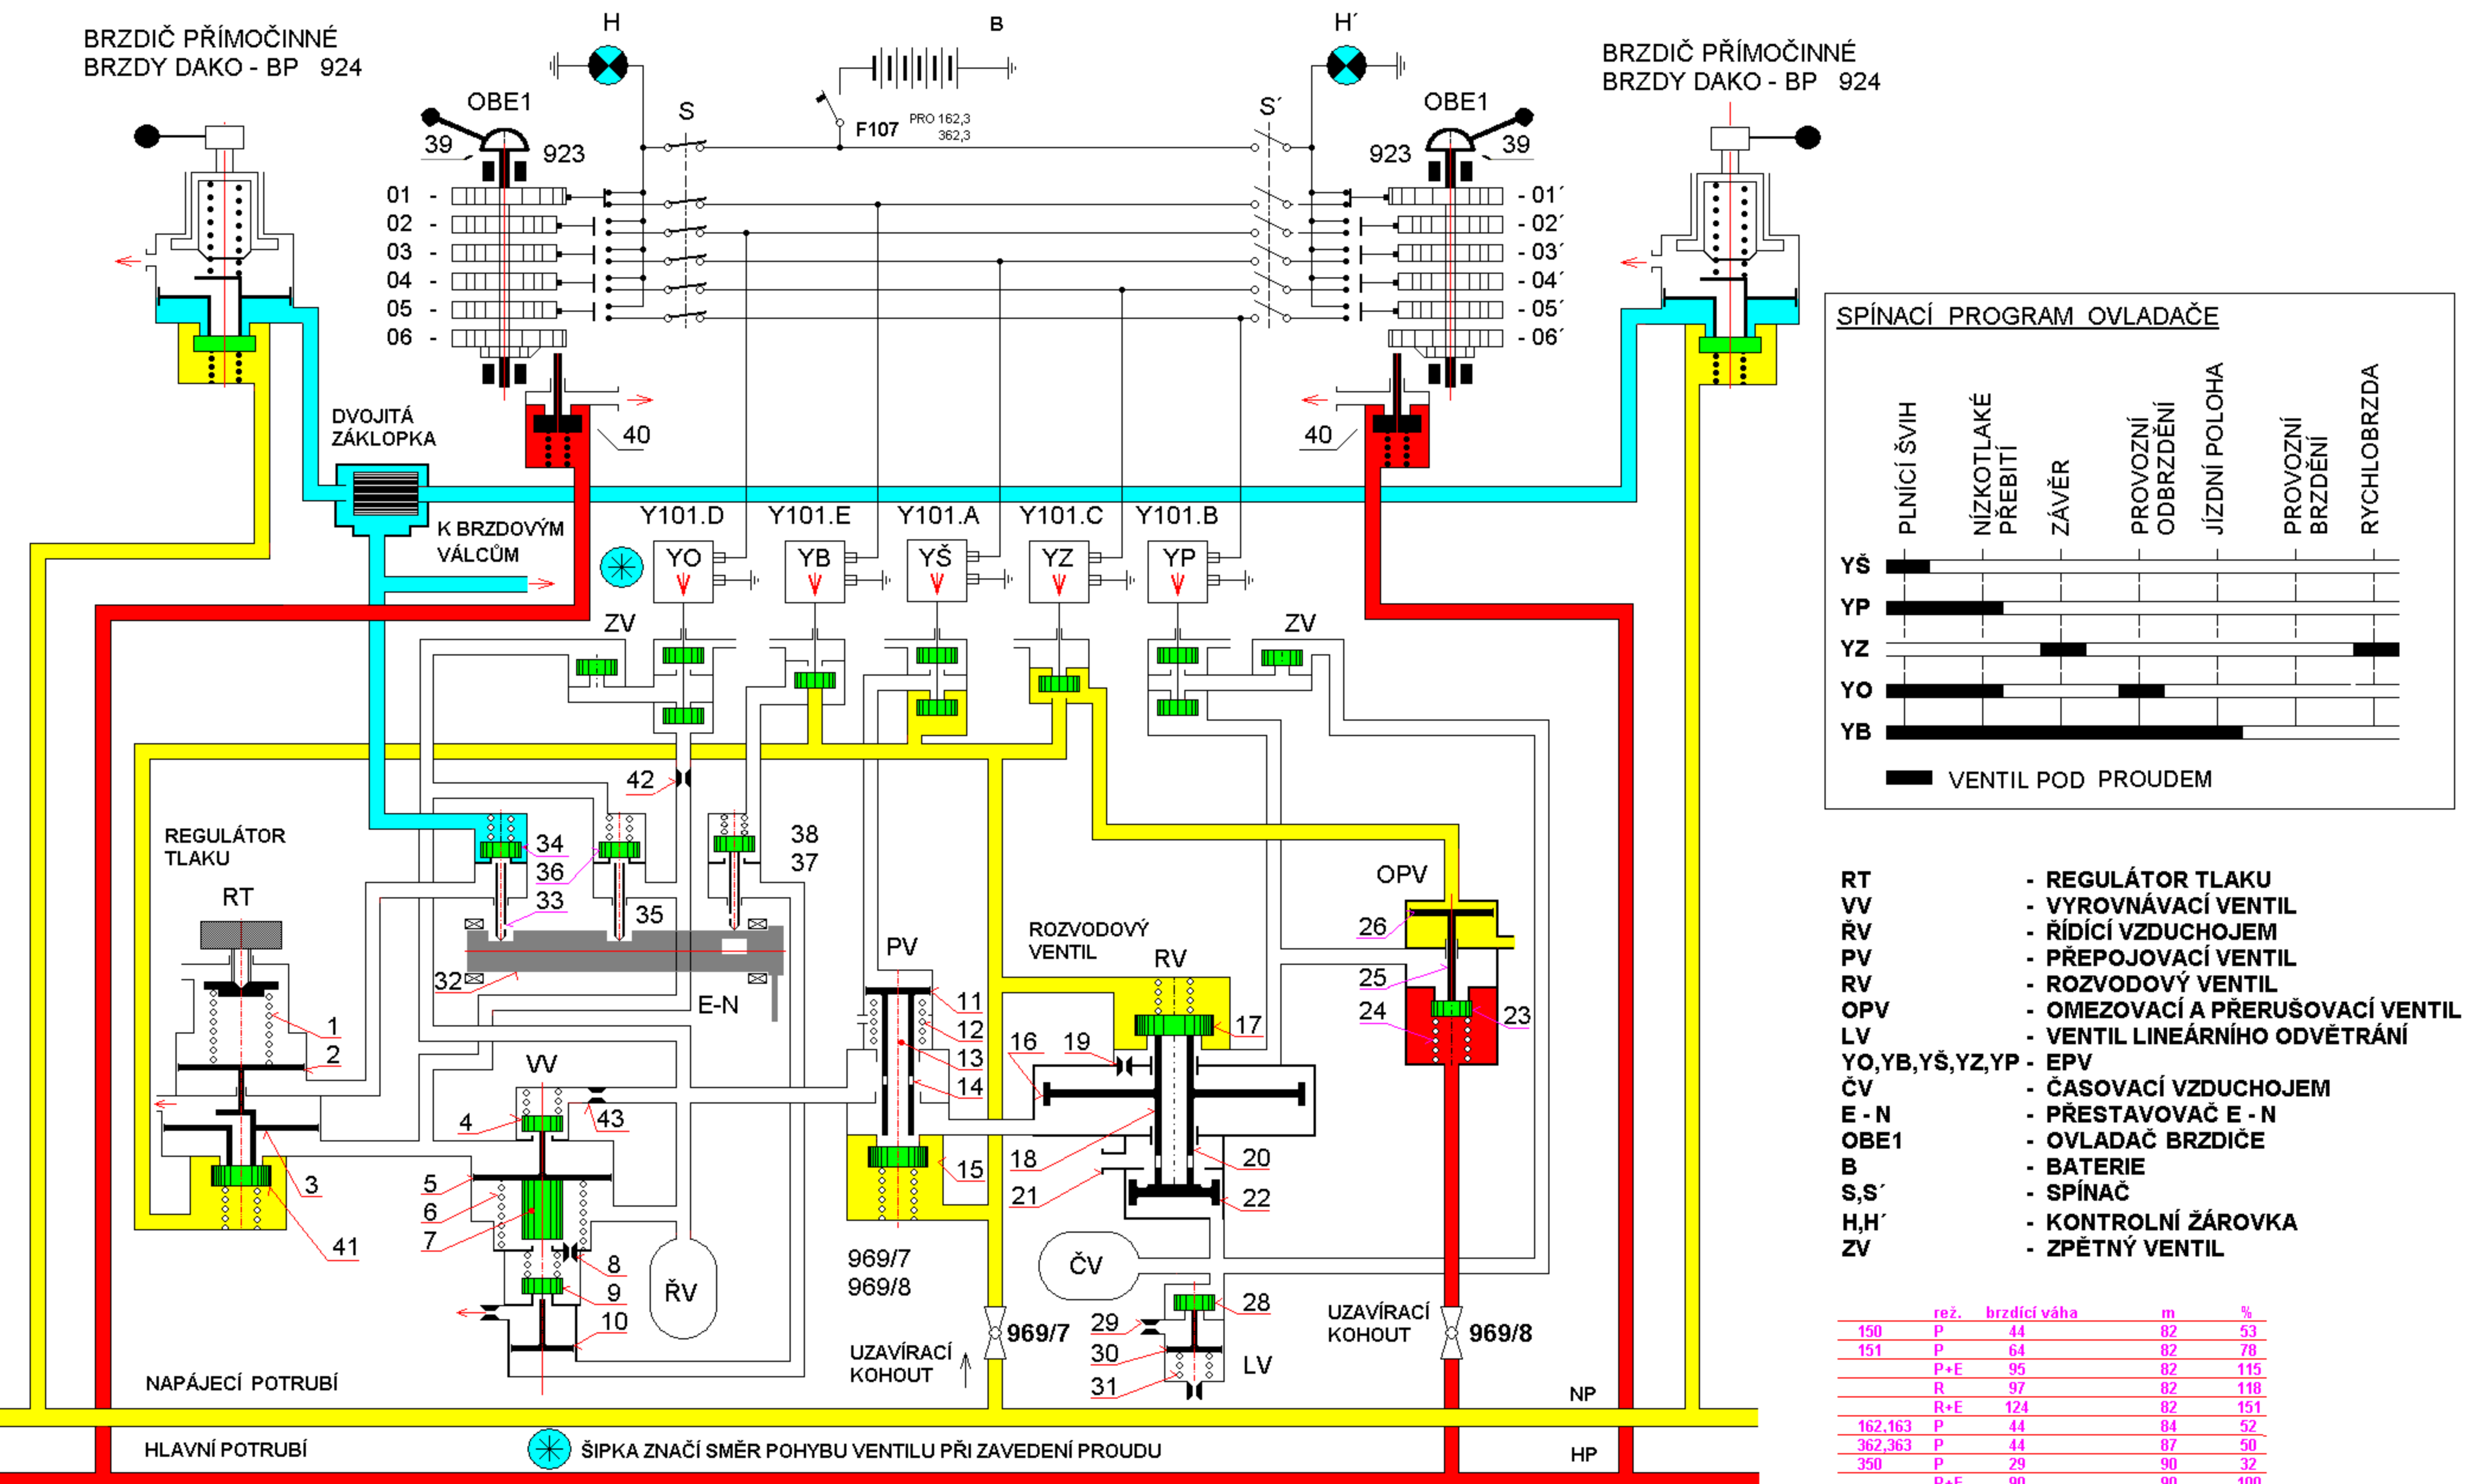 BRZDIČ PŘÍMOČINNÉ
BRZDY DAKO - BP 924
H
B
H´
BRZDIČ PŘÍMOČINNÉ
BRZDY DAKO - BP 924
OBE1
S
F107
PRO 162,3
362,3
S´
OBE1
39
923
923
39
01 -
02 -
03 -
04 -
05 -
06 -
- 01´
- 02´
- 03´
- 04´
- 05´
- 06´
DVOJITÁ
ZÁKLOPKA
40
40
K BRZDOVÝM
VÁLCŮM
Y101.D
Y101.E
Y101.A
Y101.C
Y101.B
YO
YB
YŠ
YZ
YP
ZV
ZV
SPÍNACÍ PROGRAM OVLADAČE
PLNÍCÍ ŠVIH
NÍZKOTLAKÉ
PŘEBITÍ
ZÁVĚR
PROVOZNÍ
ODBRZDĚNÍ
JÍZDNÍ POLOHA
PROVOZNÍ
BRZDĚNÍ
RYCHLOBRZDA
YŠ
YP
YZ
YO
YB
VENTIL POD PROUDEM
42
REGULÁTOR
TLAKU
RT
34
36
33
35
38
37
32
E-N
PV
ROZVODOVÝ
VENTIL
RV
OPV
26
25
24
23
1
2
3
41
VV
4
43
5
6
7
8
9
10
ŘV
11
12
13
14
15
16
19
17
18
20
21
22
969/7
969/8
ČV
28
29
30
31
LV
UZAVÍRACÍ
KOHOUT
969/7
UZAVÍRACÍ
KOHOUT
969/8
NAPÁJECÍ POTRUBÍ
NP
HLAVNÍ POTRUBÍ
ŠIPKA ZNAČÍ SMĚR POHYBU VENTILU PŘI ZAVEDENÍ PROUDU
HP
RT - REGULÁTOR TLAKU
VV - VYROVNÁVACÍ VENTIL
ŘV - ŘÍDÍCÍ VZDUCHOJEM
PV - PŘEPOJOVACÍ VENTIL
RV - ROZVODOVÝ VENTIL
OPV - OMEZOVACÍ A PŘERUŠOVACÍ VENTIL
LV - VENTIL LINEÁRNÍHO ODVĚTRÁNÍ
YO,YB,YŠ,YZ,YP - EPV
ČV - ČASOVACÍ VZDUCHOJEM
E - N - PŘESTAVOVAČ E - N
OBE1 - OVLADAČ BRZDIČE
B - BATERIE
S,S´ - SPÍNAČ
H,H´ - KONTROLNÍ ŽÁROVKA
ZV - ZPĚTNÝ VENTIL
rež. brzdící váha m %
150 P 44 82 53
151 P 64 82 78
P+E 95 82 115
R 97 82 118
R+E 124 82 151
162,163 P 44 84 52
362,363 P 44 87 50
350 P 29 90 32
P+E 90 90 100